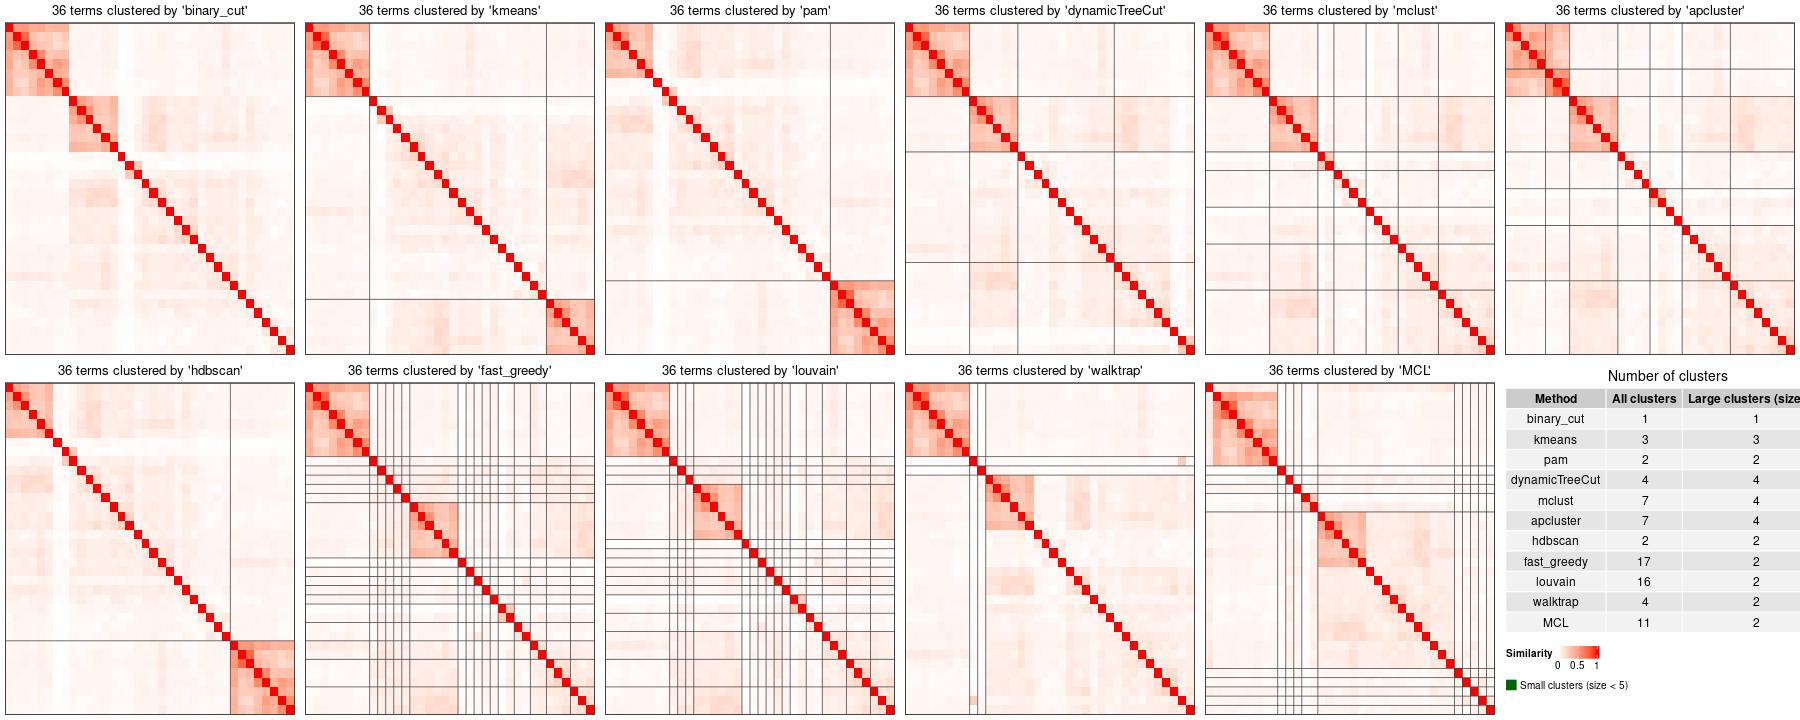 36 terms clustered by 'binary_cut'
36 terms clustered by 'kmeans'
36 terms clustered by 'pam'
36 terms clustered by 'dynamicTreeCut'
36 terms clustered by 'mclust'
36 terms clustered by 'apcluster'
36 terms clustered by 'hdbscan'
36 terms clustered by 'fast_greedy'
36 terms clustered by 'louvain'
36 terms clustered by 'walktrap'
36 terms clustered by 'MCL'
Number of clusters
Method All clusters Large clusters (size
binary_cut 1 1
kmeans 3 3
pam 2 2
dynamicTreeCut 4 4
mclust 7 4
apcluster 7 4
hdbscan 2 2
fast_greedy 17 2
louvain 16 2
walktrap 4 2
MCL 11 2
Similarity
0 0.5 1
Small clusters (size < 5)